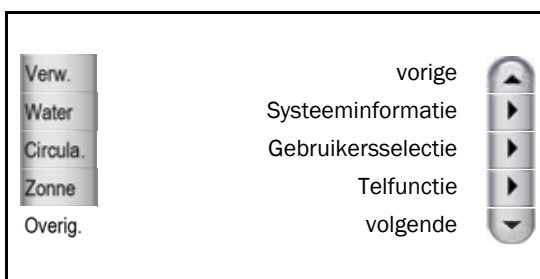 Verw. vorige
Water Systeeminformatie
Circula. Gebruikersselectie
Zonne Telfunctie
Overig. volgende